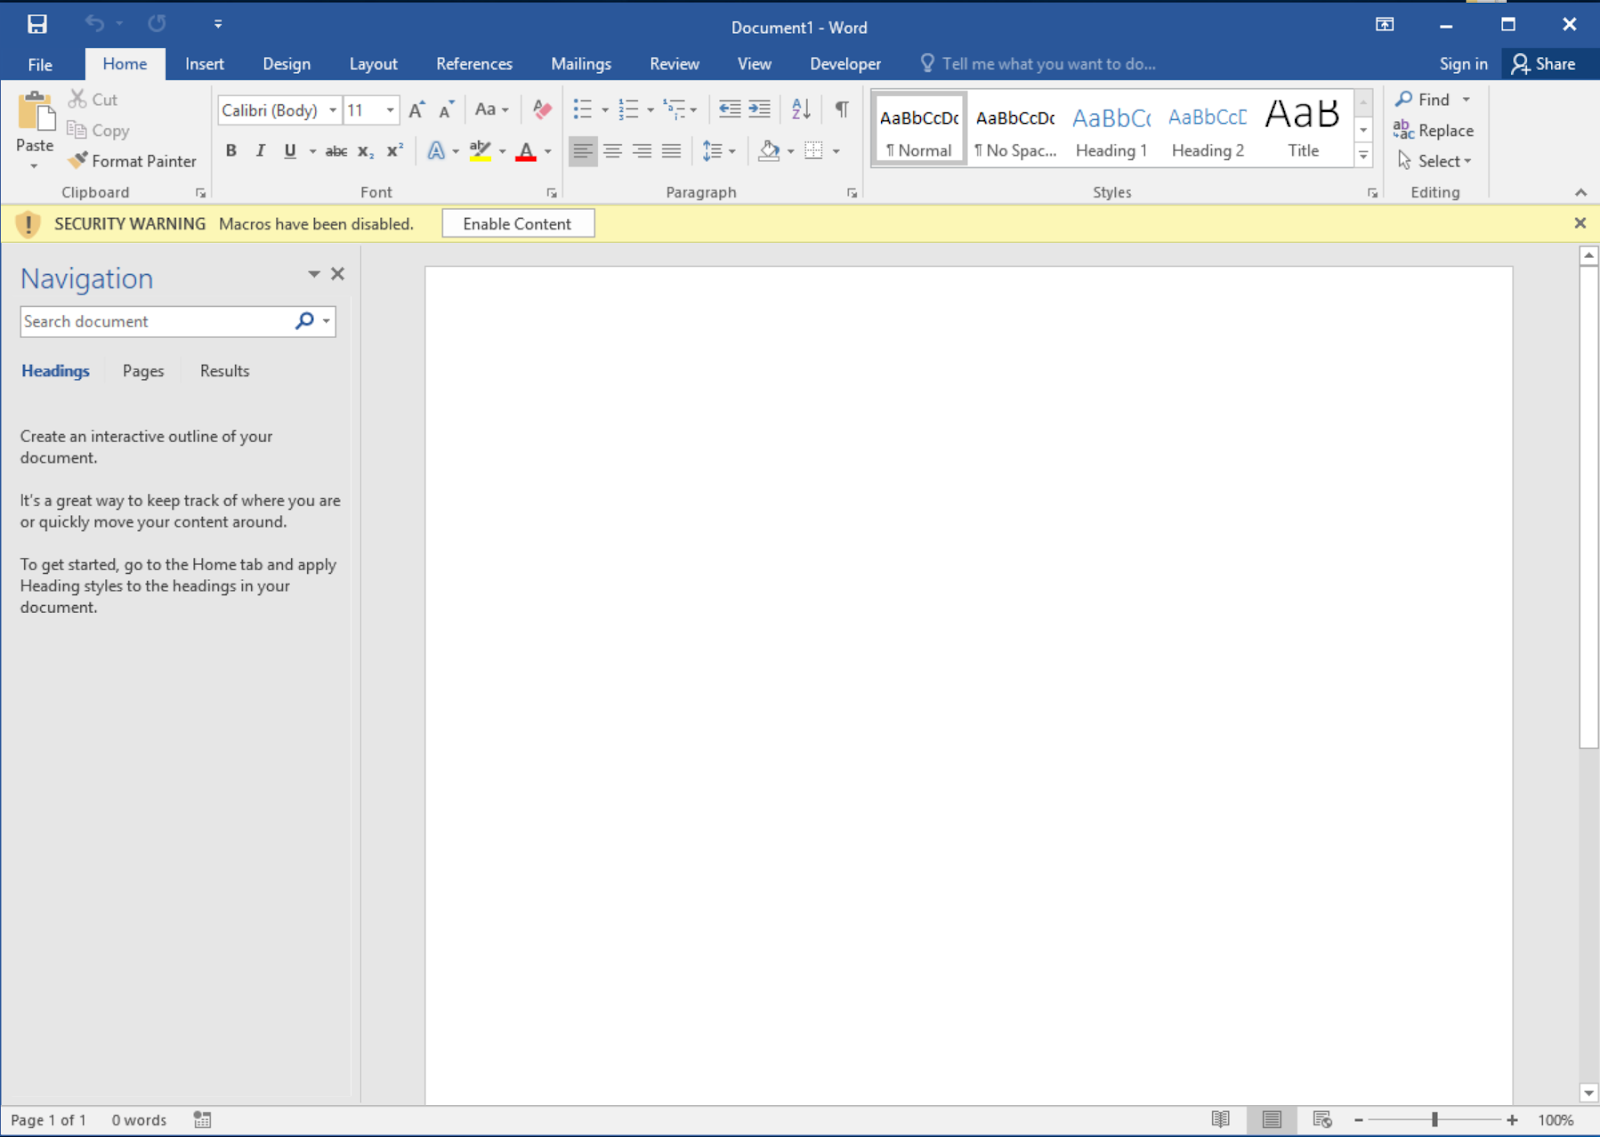 Document1 - Word
File Home Insert Design Layout References Mailings Review View Developer Tell me what you want to do... Sign in Share
Paste
Cut
Copy
Format Painter
Clipboard
Calibri (Body) 11 Aa
B I U abc x₂ x² A ab A
Font
Paragraph
AaBbCcDc AaBbCcDc AaBbC AaBbCcD AaB
¶ Normal ¶ No Spac... Heading 1 Heading 2 Title
Styles
Find
Replace
Select
Editing
SECURITY WARNING Macros have been disabled. Enable Content
Navigation
Search document
Headings Pages Results
Create an interactive outline of your
document.
It's a great way to keep track of where you are
or quickly move your content around.
To get started, go to the Home tab and apply
Heading styles to the headings in your
document.
Page 1 of 1 0 words 100%